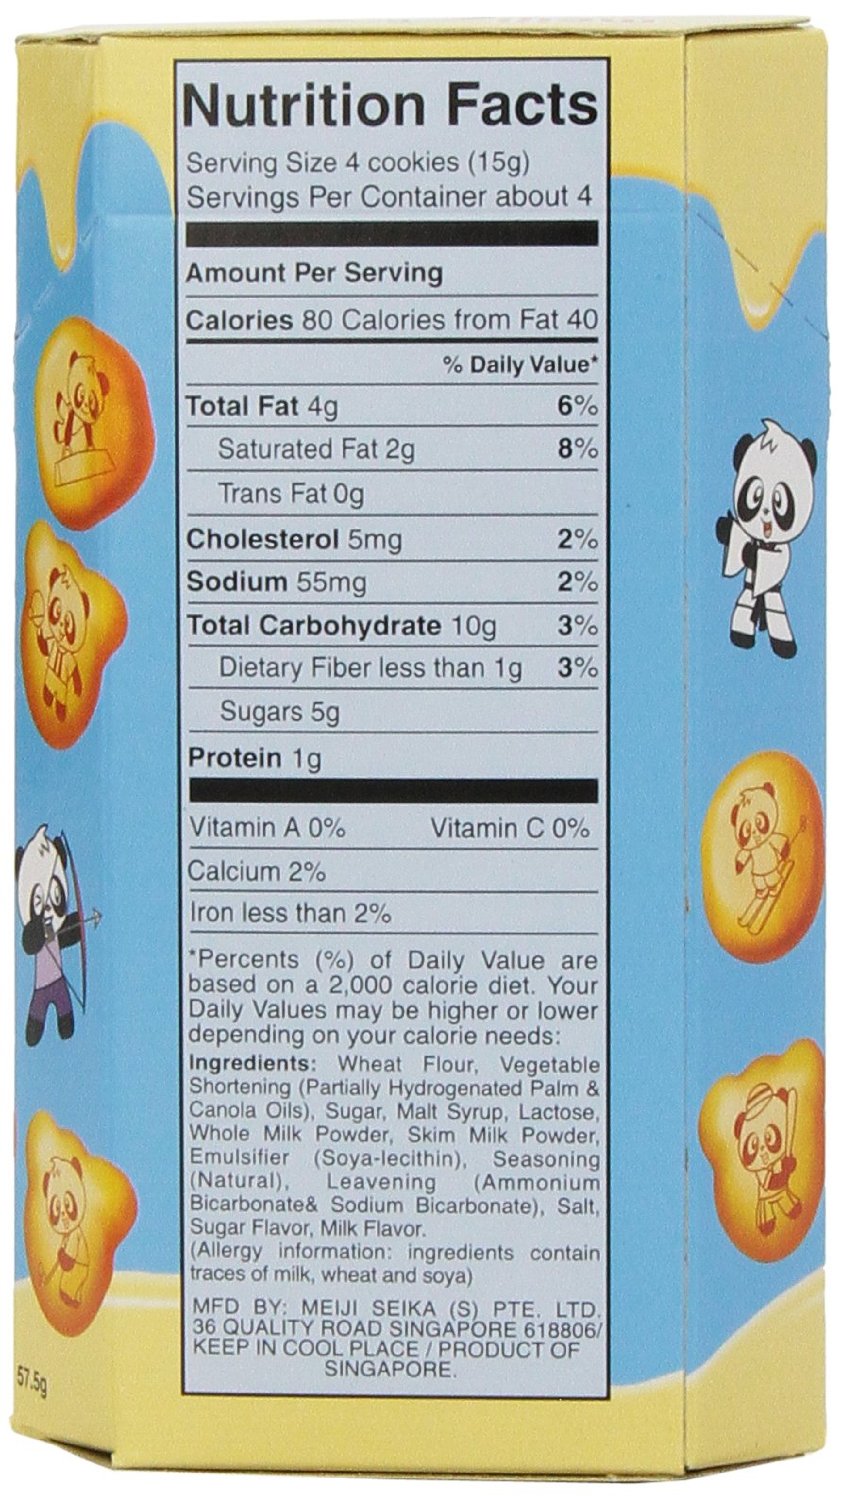 Nutrition Facts
Serving Size 4 cookies (15g)
Servings Per Container about 4
Amount Per Serving
Calories 80 Calories from Fat 40
% Daily Value*
Total Fat 4g 6%
Saturated Fat 2g 8%
Trans Fat 0g
Cholesterol 5mg 2%
Sodium 55mg 2%
Total Carbohydrate 10g 3%
Dietary Fiber less than 1g 3%
Sugars 5g
Protein 1g
Vitamin A 0% Vitamin C 0%
Calcium 2%
Iron less than 2%
*Percents (%) of Daily Value are
based on a 2,000 calorie diet. Your
Daily Values may be higher or lower
depending on your calorie needs:
Ingredients: Wheat Flour, Vegetable
Shortening (Partially Hydrogenated Palm &
Canola Oils), Sugar, Malt Syrup, Lactose,
Whole Milk Powder, Skim Milk Powder,
Emulsifier (Soya-lecithin), Seasoning
(Natural), Leavening (Ammonium
Bicarbonate& Sodium Bicarbonate), Salt,
Sugar Flavor, Milk Flavor.
(Allergy information: ingredients contain
traces of milk, wheat and soya)
MFD BY: MEIJI SEIKA (S) PTE. LTD.
36 QUALITY ROAD SINGAPORE 618806/
KEEP IN COOL PLACE / PRODUCT OF
SINGAPORE.
57.5g